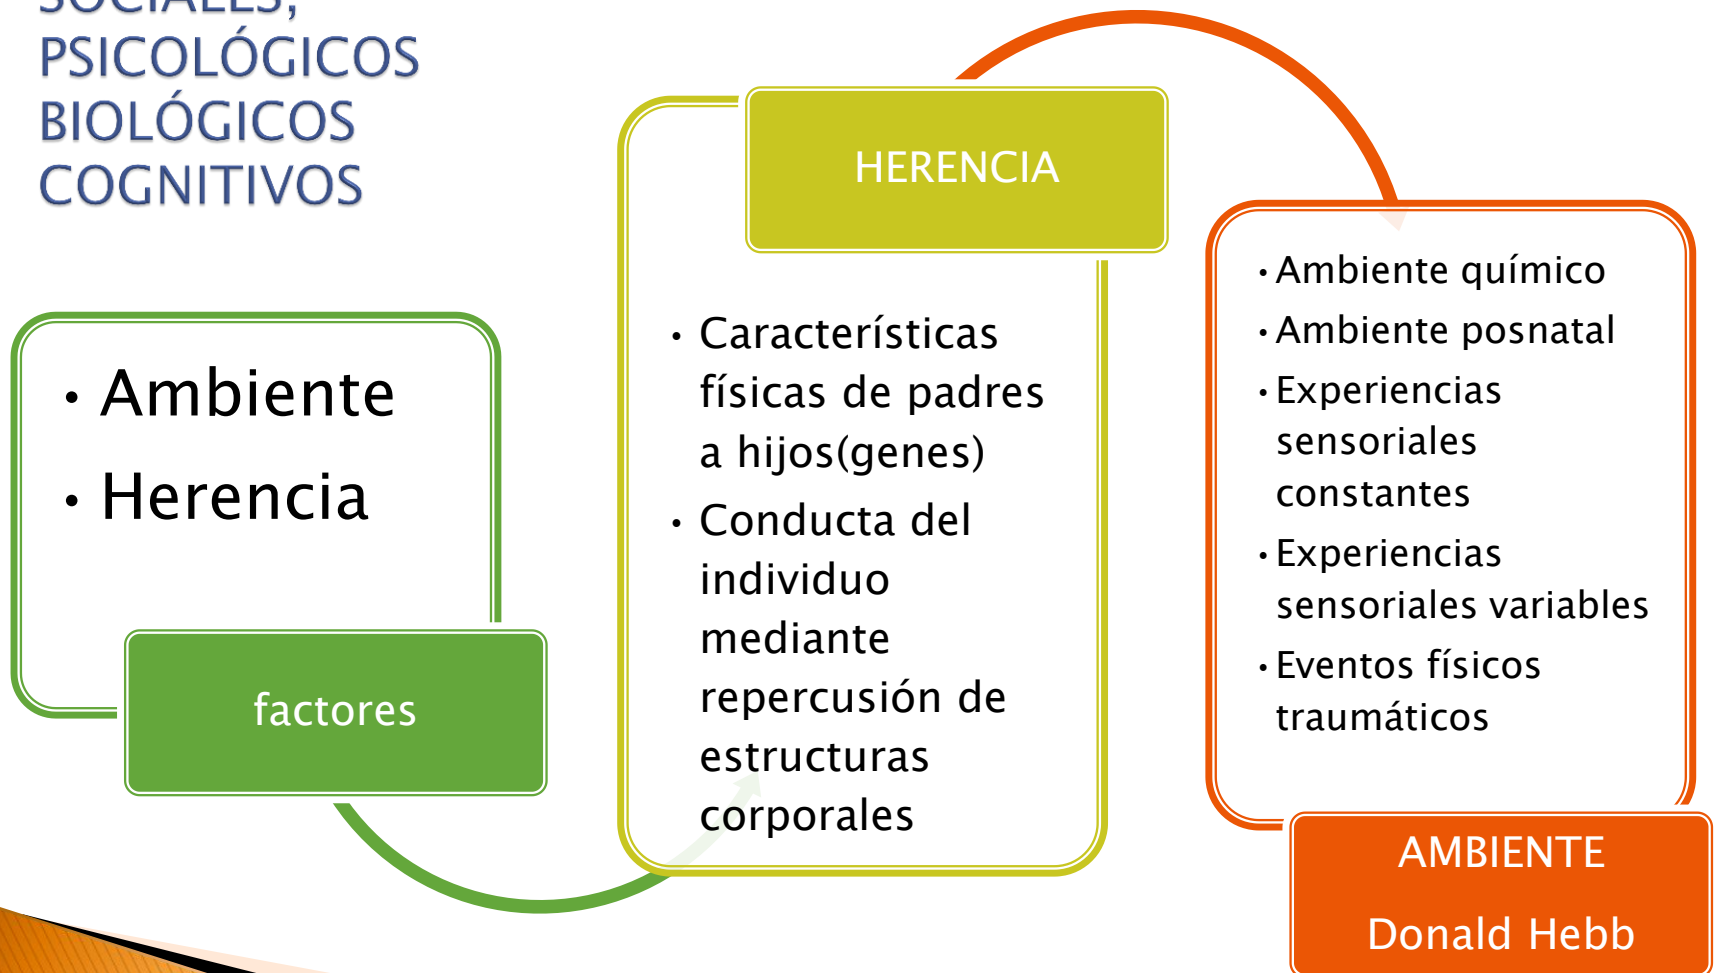 SOCIALES,
PSICOLÓGICOS
BIOLÓGICOS
COGNITIVOS
• Ambiente
• Herencia
factores
HERENCIA
• Características
físicas de padres
a hijos(genes)
• Conducta del
individuo
mediante
repercusión de
estructuras
corporales
• Ambiente químico
• Ambiente posnatal
• Experiencias
sensoriales
constantes
• Experiencias
sensoriales variables
• Eventos físicos
traumáticos
AMBIENTE
Donald Hebb